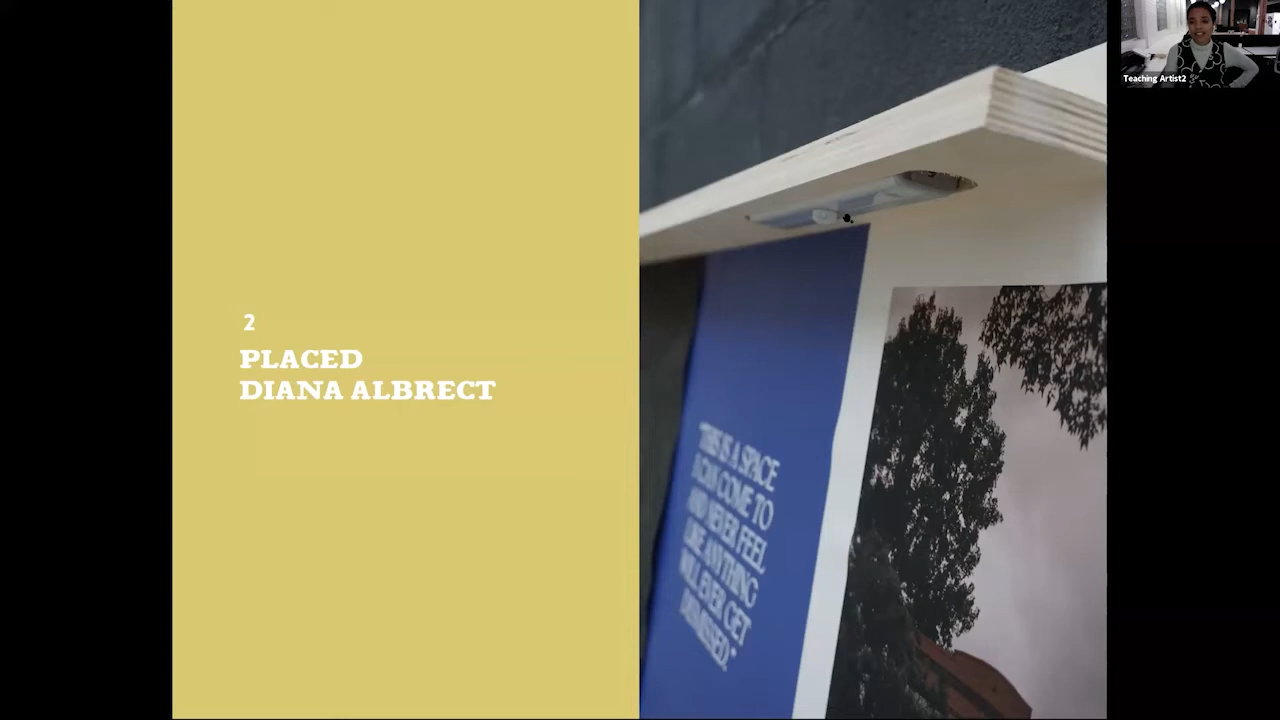 2
PLACED
DIANA ALBRECT
"THIS IS A SPACE
I CAN COME TO
AND NEVER FEEL
LIKE ANYTHING
WILL EVER GET
DISMISSED."
Teaching Artist2